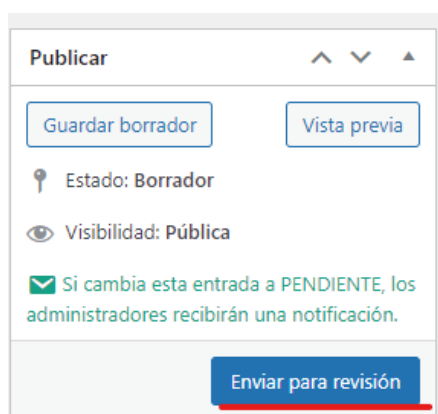 Publicar
Guardar borrador
Vista previa
Estado: Borrador
Visibilidad: Pública
Si cambia esta entrada a PENDIENTE, los
administradores recibirán una notificación.
Enviar para revisión